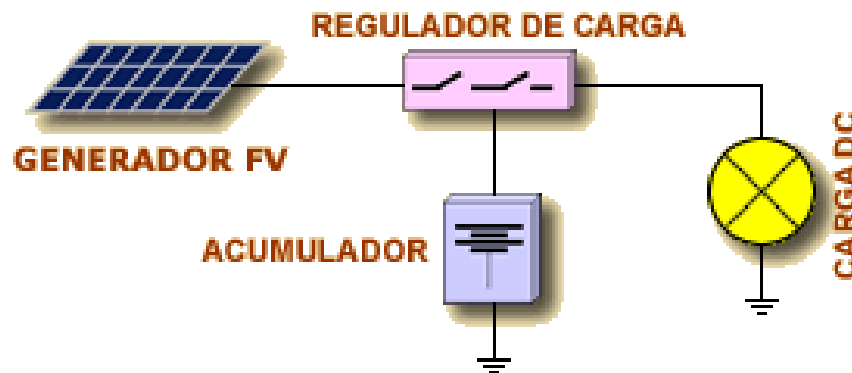 REGULADOR DE CARGA
GENERADOR FV
ACUMULADOR
CARGA DC